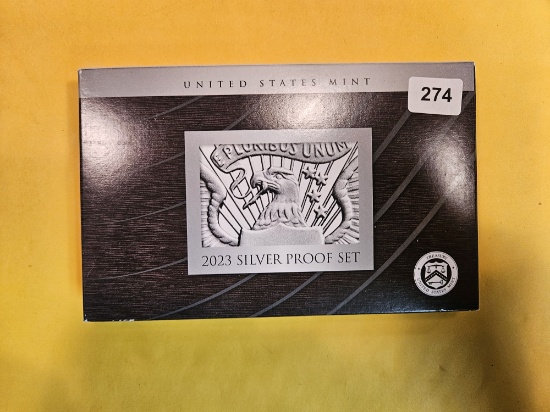 UNITED STATES MINT
274
E PLURIBUS UNUM
2023 SILVER PROOF SET